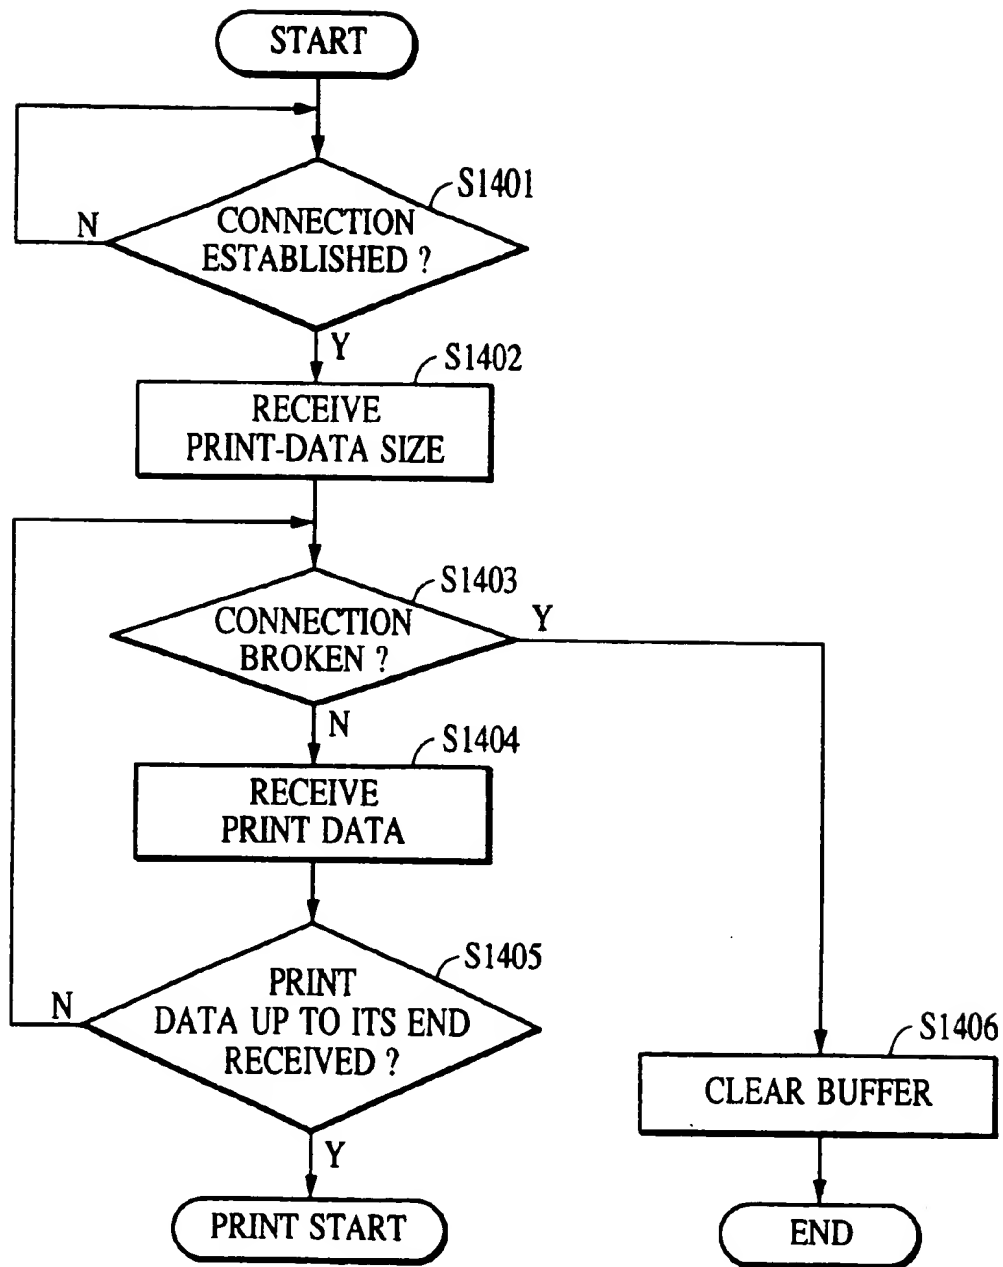 START
S1401
CONNECTION
ESTABLISHED ?
N
Y
S1402
RECEIVE
PRINT-DATA SIZE
S1403
CONNECTION
BROKEN ?
Y
N
S1404
RECEIVE
PRINT DATA
S1405
PRINT
DATA UP TO ITS END
RECEIVED ?
N
Y
S1406
CLEAR BUFFER
PRINT START
END